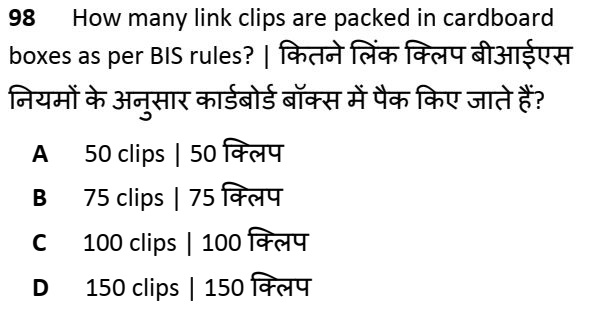 98 How many link clips are packed in cardboard
boxes as per BIS rules? | कितने लिंक क्लिप बीआईएस
नियमों के अनुसार कार्डबोर्ड बॉक्स में पैक किए जाते हैं?
A 50 clips | 50 क्लिप
B 75 clips | 75 क्लिप
C 100 clips | 100 क्लिप
D 150 clips | 150 क्लिप